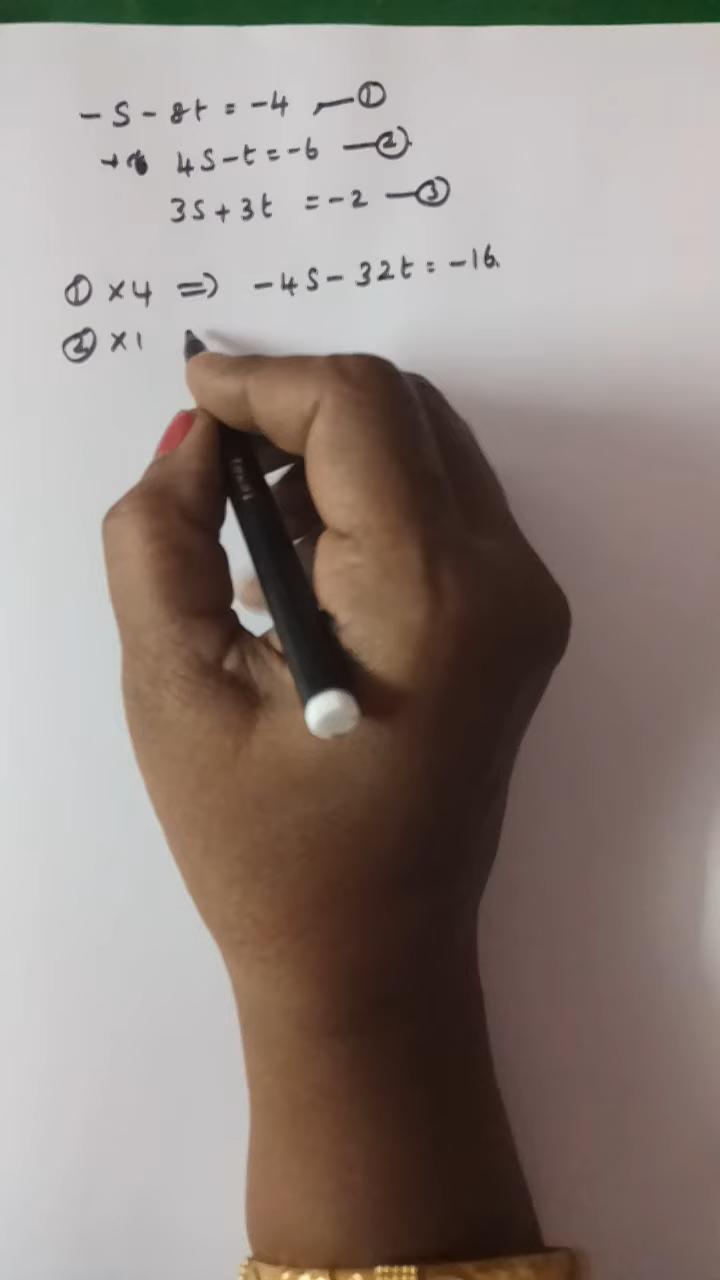 -s-8t = -4 — ①
4s-t=-6 — ②
3s+3t = -2 — ③
① ×4 => -4s-32t = -16.
② ×1